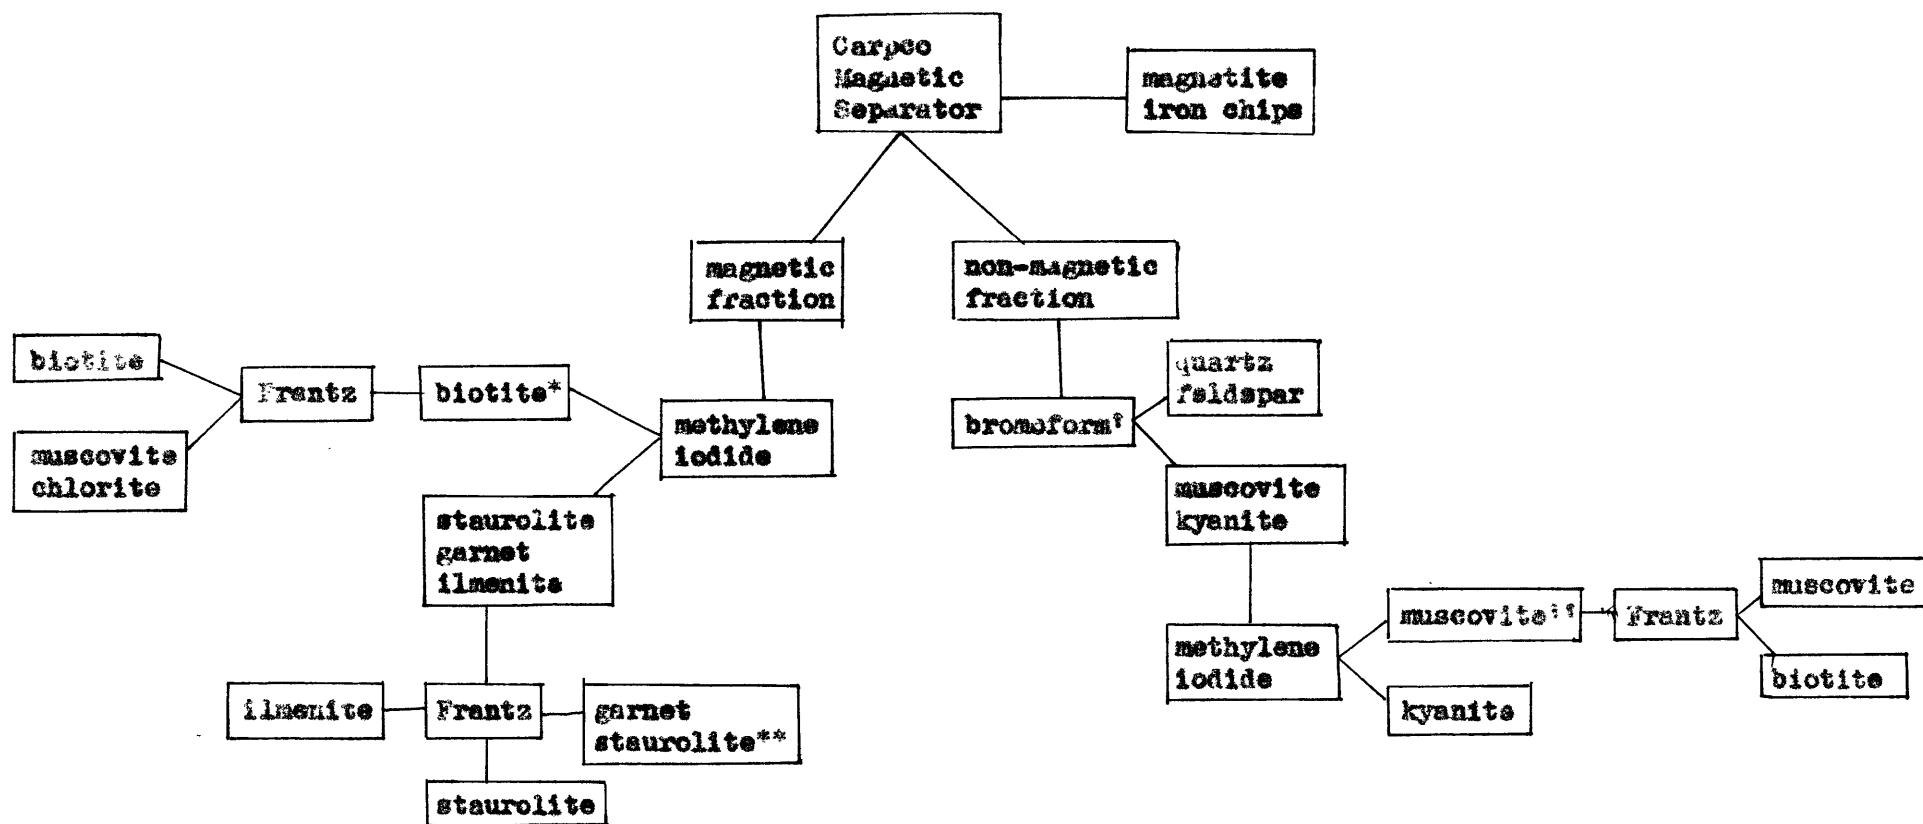 Carpco
Magnetic
Separator
magnetite
iron chips
magnetic
fraction
non-magnetic
fraction
biotite
Frantz
biotite*
muscovite
chlorite
methylene
iodide
quartz
feldspar
bromoform†
muscovite
kyanite
staurolite
garnet
ilmenite
methylene
iodide
muscovite††
Frantz
muscovite
biotite
kyanite
ilmenite
Frantz
garnet
staurolite**
staurolite